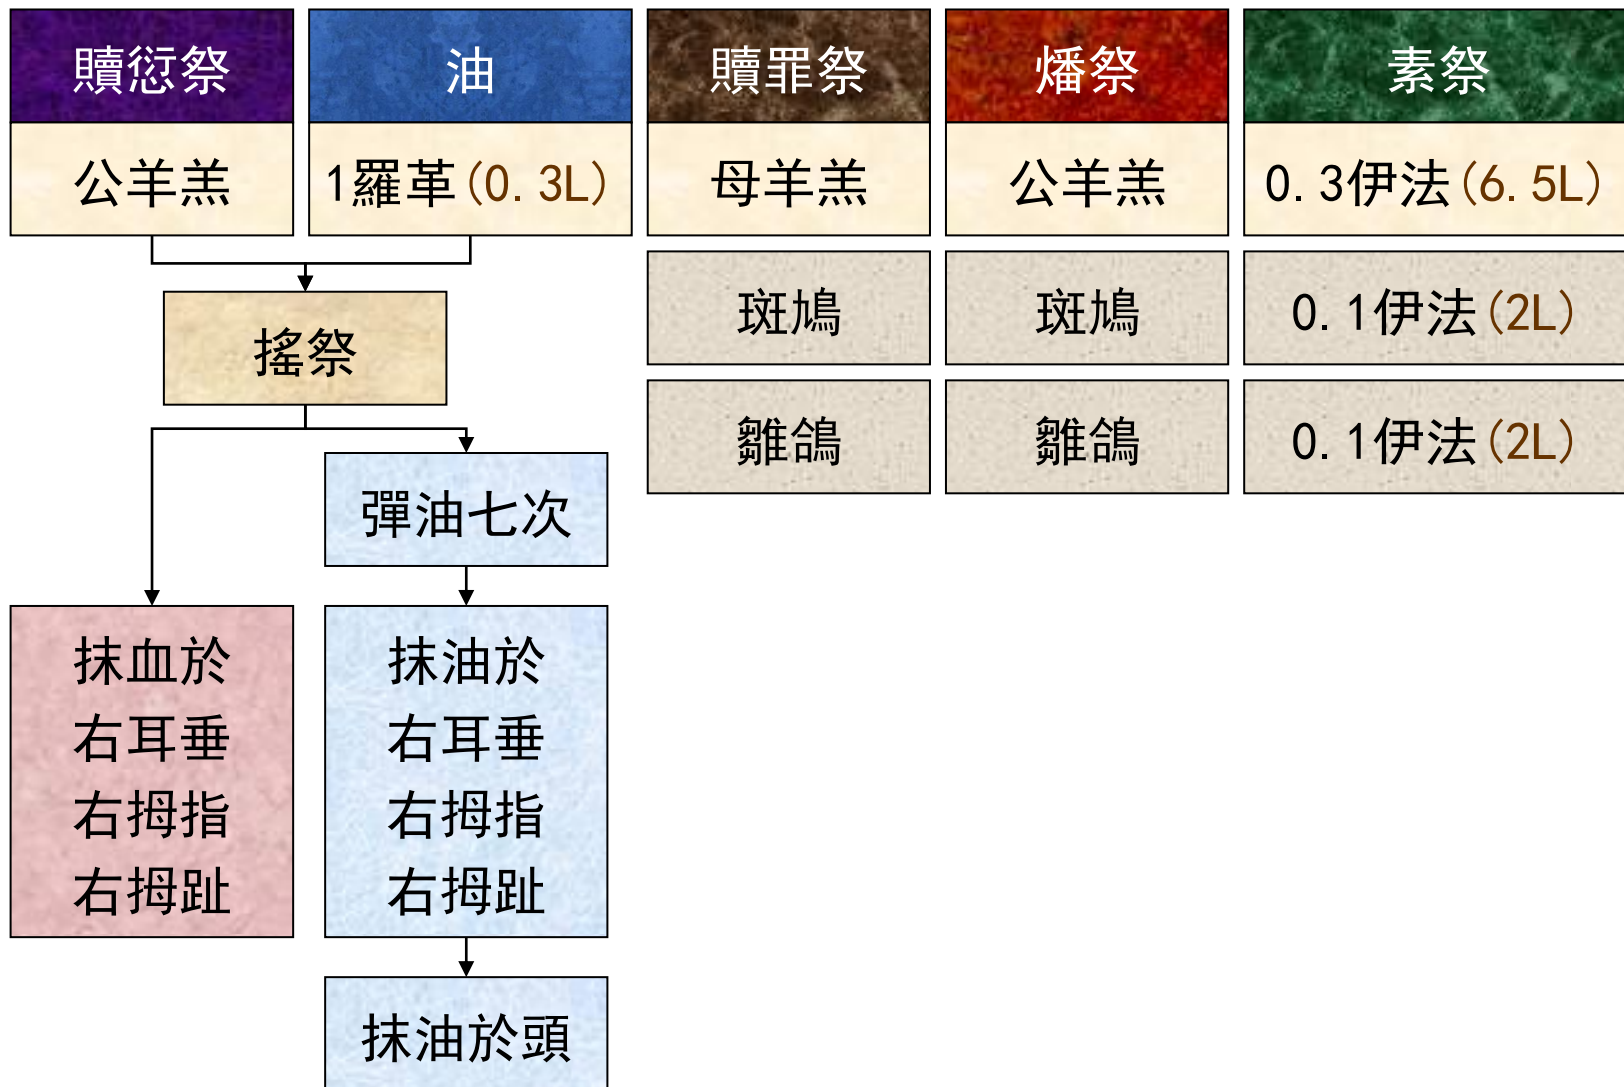 贖愆祭
油
贖罪祭
燔祭
素祭
公羊羔
1羅革(0.3L)
母羊羔
公羊羔
0.3伊法(6.5L)
斑鳩
斑鳩
0.1伊法(2L)
搖祭
雛鴿
雛鴿
0.1伊法(2L)
彈油七次
抹血於
右耳垂
右拇指
右拇趾
抹油於
右耳垂
右拇指
右拇趾
抹油於頭